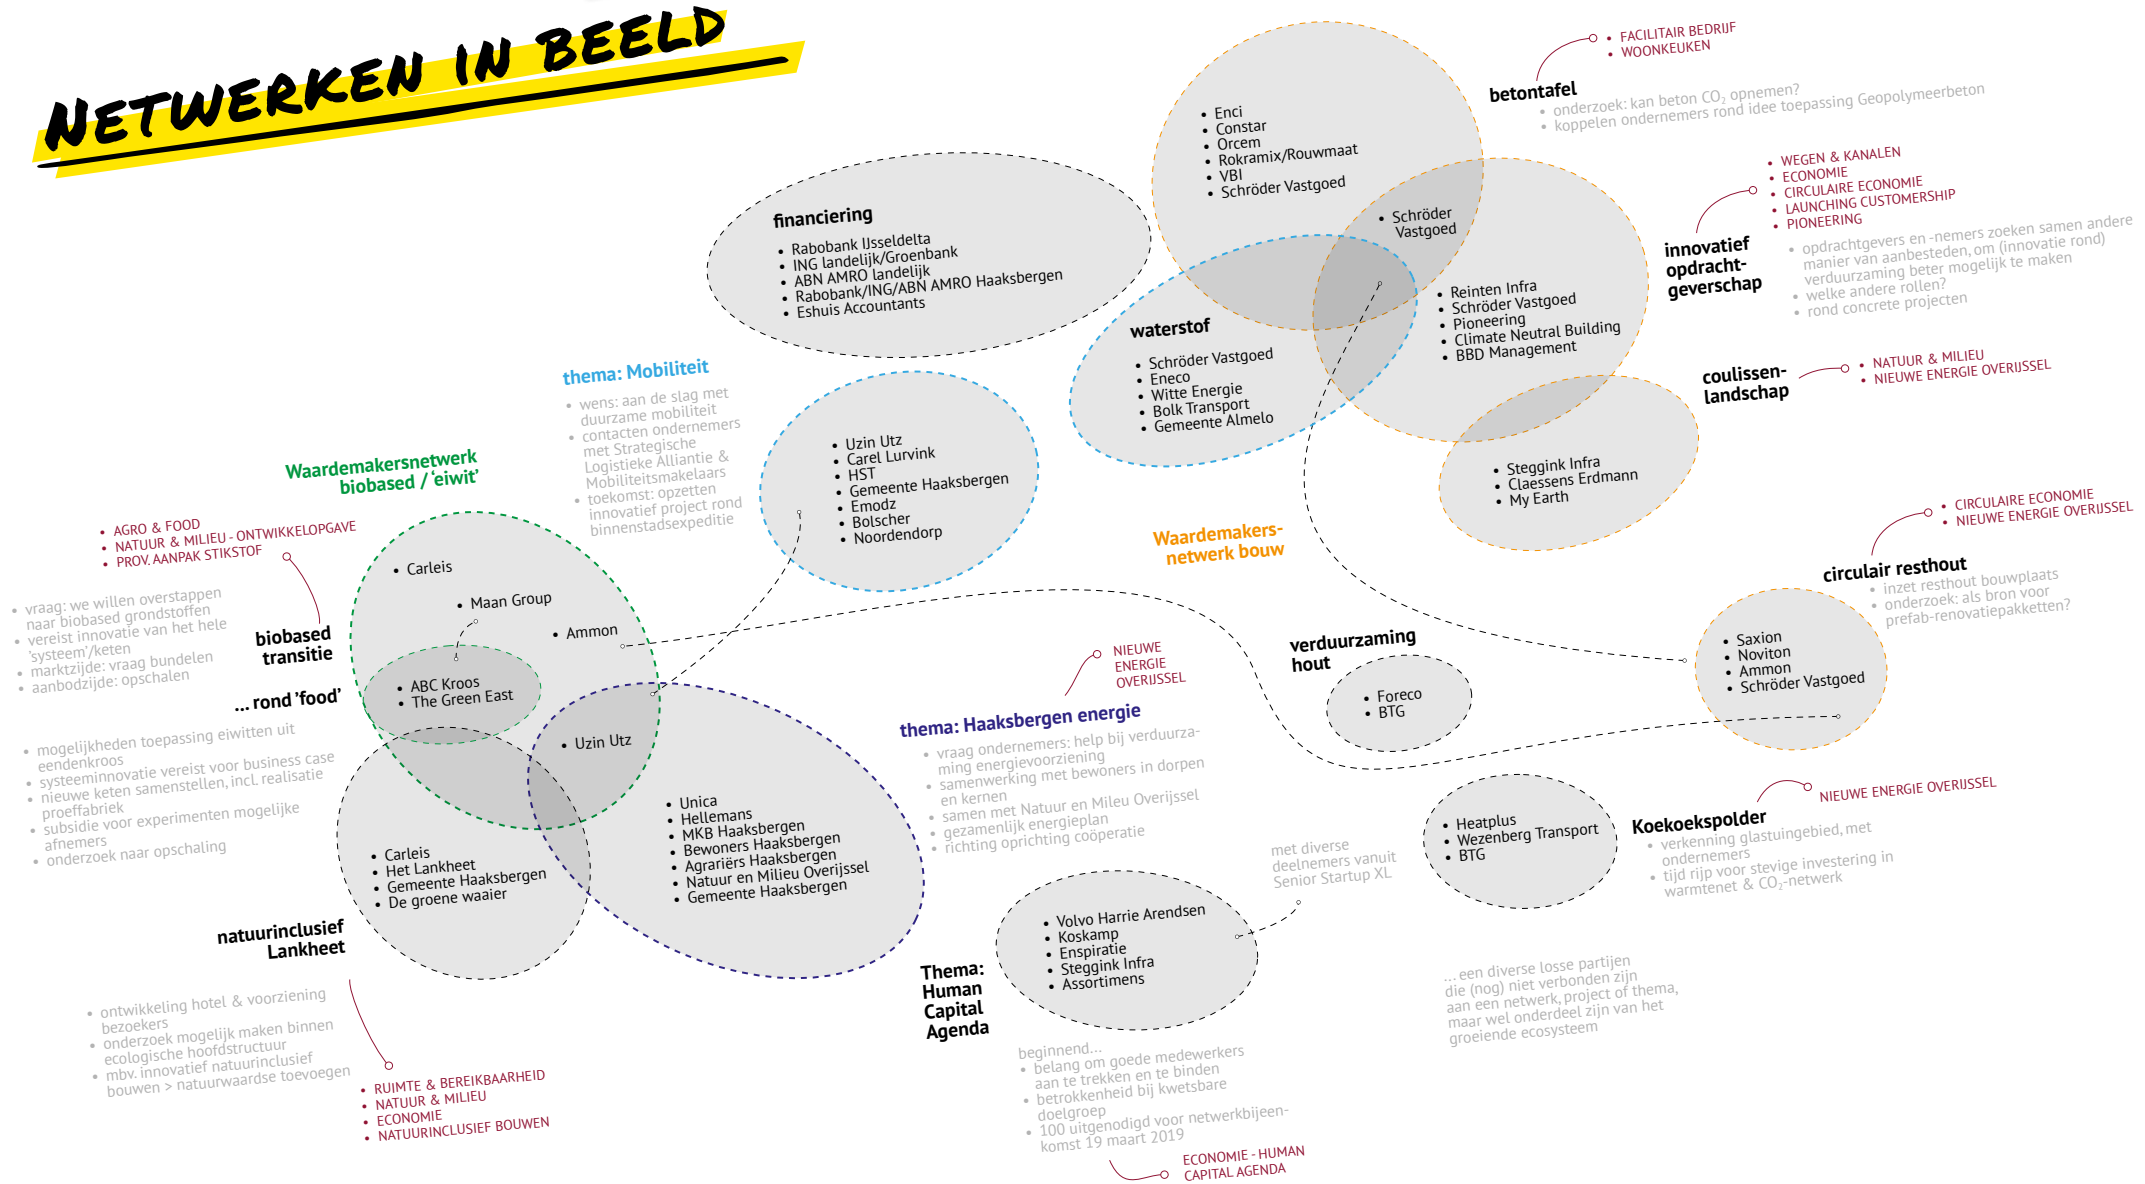 NETWERKEN IN BEELD
• FACILITAIR BEDRIJF
• WOONKEUKEN
betontafel
• onderzoek: kan beton CO₂ opnemen?
• koppelen ondernemers rond idee toepassing Geopolymeerbeton
• Enci
• Constar
• Orcem
• Rokramix/Rouwmaat
• VBI
• Schröder Vastgoed
• Schröder
Vastgoed
• WEGEN & KANALEN
• ECONOMIE
• CIRCULAIRE ECONOMIE
• LAUNCHING CUSTOMERSHIP
• PIONEERING
innovatief
opdracht-
geverschap
• opdrachtgevers en -nemers zoeken samen andere
manier van aanbesteden, om (innovatie rond)
verduurzaming beter mogelijk te maken
• welke andere rollen?
• rond concrete projecten
• Reinten Infra
• Schröder Vastgoed
• Pioneering
• Climate Neutral Building
• BBD Management
financiering
• Rabobank IJsseldelta
• ING landelijk/Groenbank
• ABN AMRO landelijk
• Rabobank/ING/ABN AMRO Haaksbergen
• Eshuis Accountants
waterstof
• Schröder Vastgoed
• Eneco
• Witte Energie
• Bolk Transport
• Gemeente Almelo
coulissen-
landschap
• NATUUR & MILIEU
• NIEUWE ENERGIE OVERIJSSEL
• Steggink Infra
• Claessens Erdmann
• My Earth
thema: Mobiliteit
• wens: aan de slag met
duurzame mobiliteit
• contacten ondernemers
met Strategische
Logistieke Alliantie &
Mobiliteitsmakelaars
• toekomst: opzetten
innovatief project rond
binnenstadsexpeditie
• Uzin Utz
• Carel Lurvink
• HST
• Gemeente Haaksbergen
• Emodz
• Bolscher
• Noordendorp
Waardemakers-
netwerk bouw
• CIRCULAIRE ECONOMIE
• NIEUWE ENERGIE OVERIJSSEL
circulair resthout
• inzet resthout bouwplaats
• onderzoek: als bron voor
prefab-renovatiepakketten?
• Saxion
• Noviton
• Ammon
• Schröder Vastgoed
Waardemakersnetwerk
biobased / 'eiwit'
• AGRO & FOOD
• NATUUR & MILIEU - ONTWIKKELOPGAVE
• PROV. AANPAK STIKSTOF
• vraag: we willen overstappen
naar biobased grondstoffen
• vereist innovatie van het hele
'systeem'/keten
• marktzijde: vraag bundelen
• aanbodzijde: opschalen
biobased
transitie
• Carleis
• Maan Group
• Ammon
... rond 'food'
• ABC Kroos
• The Green East
• mogelijkheden toepassing eiwitten uit
eendenkroos
• systeeminnovatie vereist voor business case
• nieuwe keten samenstellen, incl. realisatie
proeffabriek
• subsidie voor experimenten mogelijke
afnemers
• onderzoek naar opschaling
• Uzin Utz
• Unica
• Hellemans
• MKB Haaksbergen
• Bewoners Haaksbergen
• Agrariërs Haaksbergen
• Natuur en Milieu Overijssel
• Gemeente Haaksbergen
NIEUWE
ENERGIE
OVERIJSSEL
thema: Haaksbergen energie
• vraag ondernemers: help bij verduurza-
ming energievoorziening
• samenwerking met bewoners in dorpen
en kernen
• samen met Natuur en Mileu Overijssel
• gezamenlijk energieplan
• richting oprichting coöperatie
verduurzaming
hout
• Foreco
• BTG
• Heatplus
• Wezenberg Transport
• BTG
Koekoekspolder
NIEUWE ENERGIE OVERIJSSEL
• verkenning glastuingebied, met
ondernemers
• tijd rijp voor stevige investering in
warmtenet & CO₂-netwerk
• Carleis
• Het Lankheet
• Gemeente Haaksbergen
• De groene waaier
natuurinclusief
Lankheet
• ontwikkeling hotel & voorziening
bezoekers
• onderzoek mogelijk maken binnen
ecologische hoofdstructuur
• mbv. innovatief natuurinclusief
bouwen > natuurwaardse toevoegen
• RUIMTE & BEREIKBAARHEID
• NATUUR & MILIEU
• ECONOMIE
• NATUURINCLUSIEF BOUWEN
met diverse
deelnemers vanuit
Senior Startup XL
• Volvo Harrie Arendsen
• Koskamp
• Enspiratie
• Steggink Infra
• Assortimens
Thema:
Human
Capital
Agenda
beginnend...
• belang om goede medewerkers
aan te trekken en te binden
• betrokkenheid bij kwetsbare
doelgroep
• 100 uitgenodigd voor netwerkbijeen-
komst 19 maart 2019
ECONOMIE - HUMAN
CAPITAL AGENDA
... een diverse losse partijen
die (nog) niet verbonden zijn
aan een netwerk, project of thema,
maar wel onderdeel zijn van het
groeiende ecosysteem